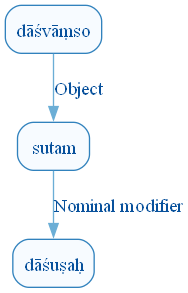 dāśvāṃso
Object
sutam
Nominal modifier
dāśuṣaḥ